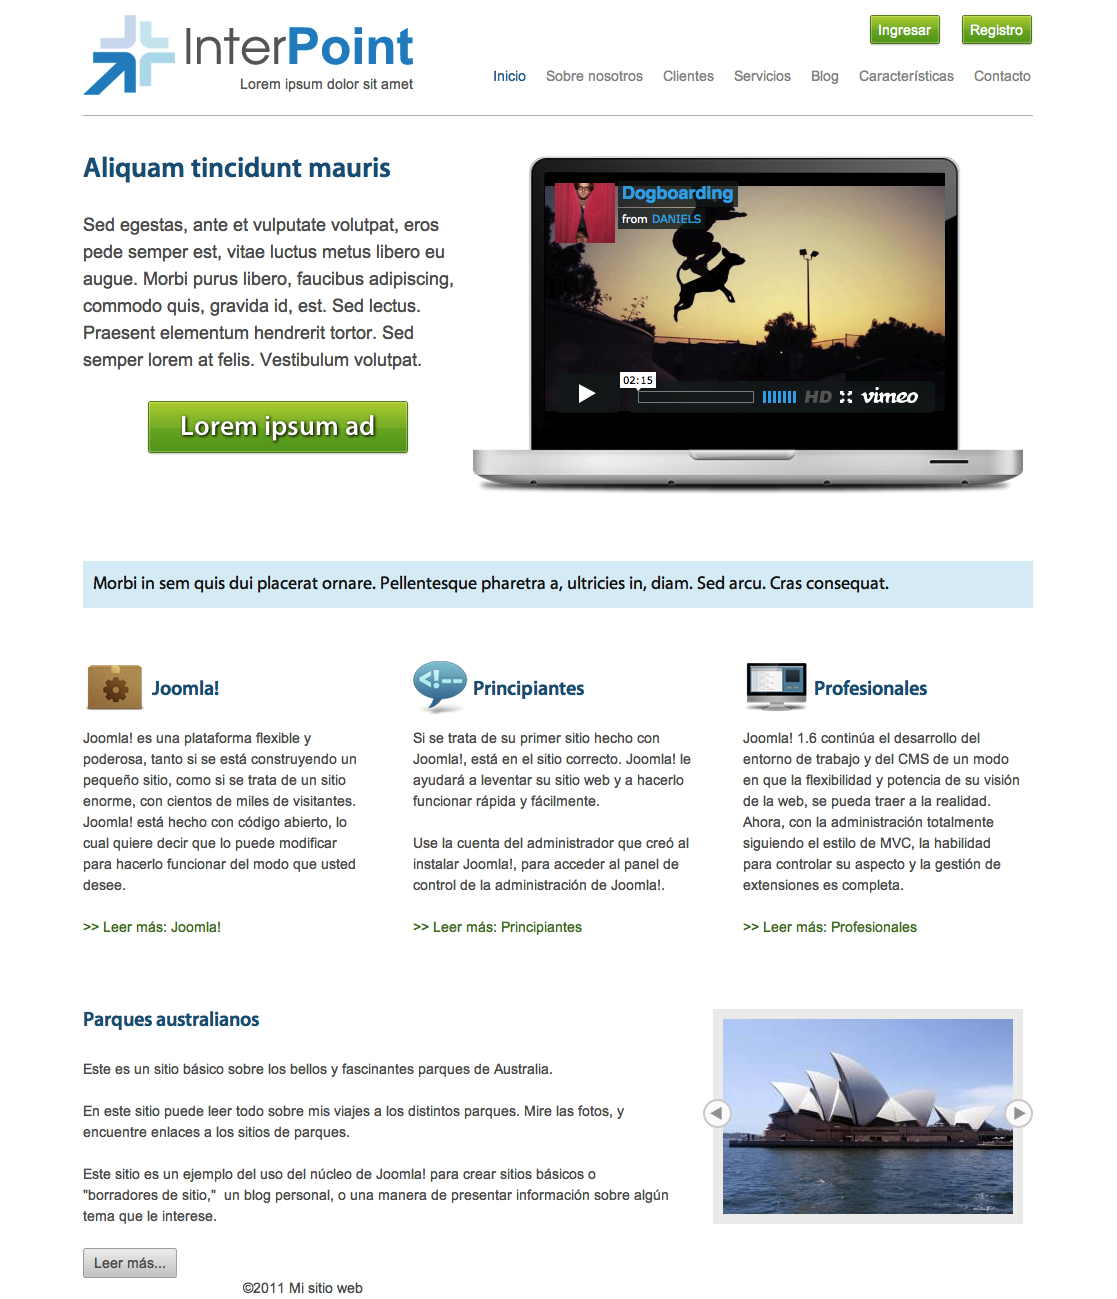 InterPoint
Lorem ipsum dolor sit amet
Ingresar
Registro
Inicio Sobre nosotros Clientes Servicios Blog Características Contacto
Aliquam tincidunt mauris
Sed egestas, ante et vulputate volutpat, eros
pede semper est, vitae luctus metus libero eu
augue. Morbi purus libero, faucibus adipiscing,
commodo quis, gravida id, est. Sed lectus.
Praesent elementum hendrerit tortor. Sed
semper lorem at felis. Vestibulum volutpat.
Lorem ipsum ad
Dogboarding
from DANIELS
02:15
HD vimeo
Morbi in sem quis dui placerat ornare. Pellentesque pharetra a, ultricies in, diam. Sed arcu. Cras consequat.
<!--
Joomla!
Joomla! es una plataforma flexible y
poderosa, tanto si se está construyendo un
pequeño sitio, como si se trata de un sitio
enorme, con cientos de miles de visitantes.
Joomla! está hecho con código abierto, lo
cual quiere decir que lo puede modificar
para hacerlo funcionar del modo que usted
desee.
>> Leer más: Joomla!
Principiantes
Si se trata de su primer sitio hecho con
Joomla!, está en el sitio correcto. Joomla! le
ayudará a leventar su sitio web y a hacerlo
funcionar rápida y fácilmente.
Use la cuenta del administrador que creó al
instalar Joomla!, para acceder al panel de
control de la administración de Joomla!.
>> Leer más: Principiantes
Profesionales
Joomla! 1.6 continúa el desarrollo del
entorno de trabajo y del CMS de un modo
en que la flexibilidad y potencia de su visión
de la web, se pueda traer a la realidad.
Ahora, con la administración totalmente
siguiendo el estilo de MVC, la habilidad
para controlar su aspecto y la gestión de
extensiones es completa.
>> Leer más: Profesionales
Parques australianos
Este es un sitio básico sobre los bellos y fascinantes parques de Australia.
En este sitio puede leer todo sobre mis viajes a los distintos parques. Mire las fotos, y
encuentre enlaces a los sitios de parques.
Este sitio es un ejemplo del uso del núcleo de Joomla! para crear sitios básicos o
"borradores de sitio," un blog personal, o una manera de presentar información sobre algún
tema que le interese.
Leer más...
©2011 Mi sitio web